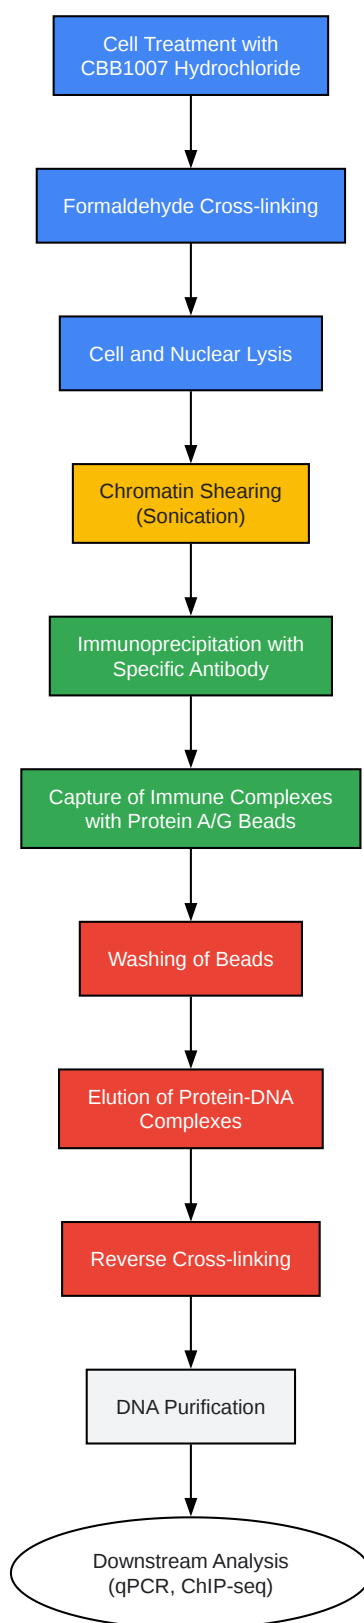 Cell Treatment with
CBB1007 Hydrochloride
Formaldehyde Cross-linking
Cell and Nuclear Lysis
Chromatin Shearing
(Sonication)
Immunoprecipitation with
Specific Antibody
Capture of Immune Complexes
with Protein A/G Beads
Washing of Beads
Elution of Protein-DNA
Complexes
Reverse Cross-linking
DNA Purification
Downstream Analysis
(qPCR, ChIP-seq)